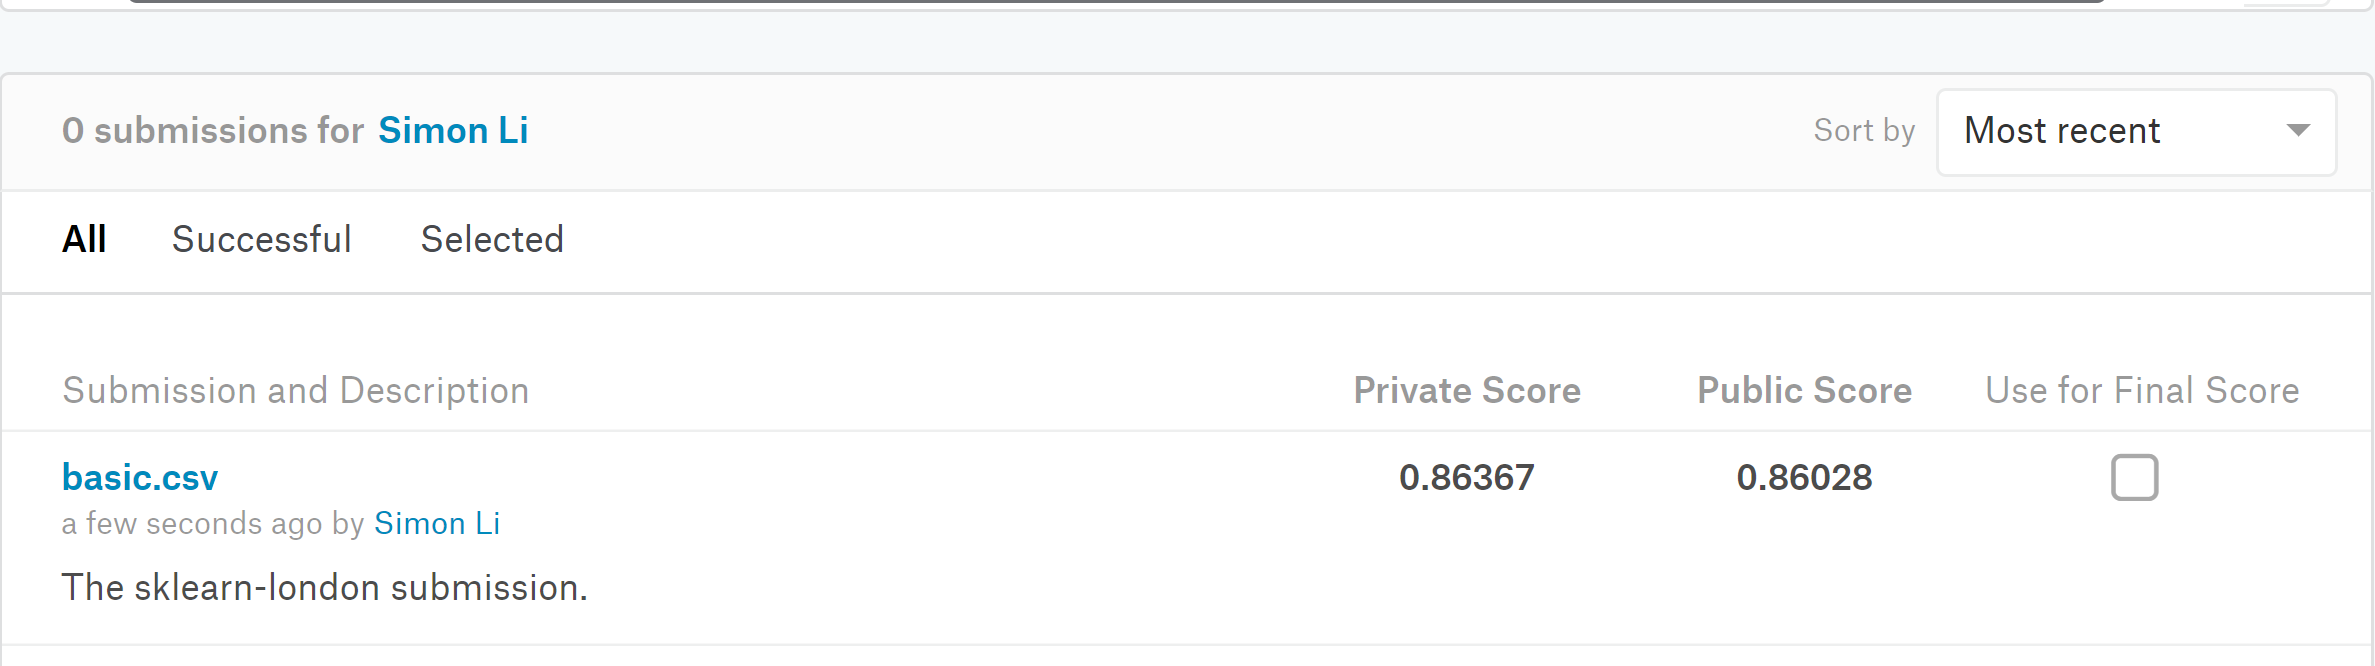 0 submissions for Simon Li
Sort by Most recent
All Successful Selected
Submission and Description Private Score Public Score Use for Final Score
basic.csv 0.86367 0.86028
a few seconds ago by Simon Li
The sklearn-london submission.